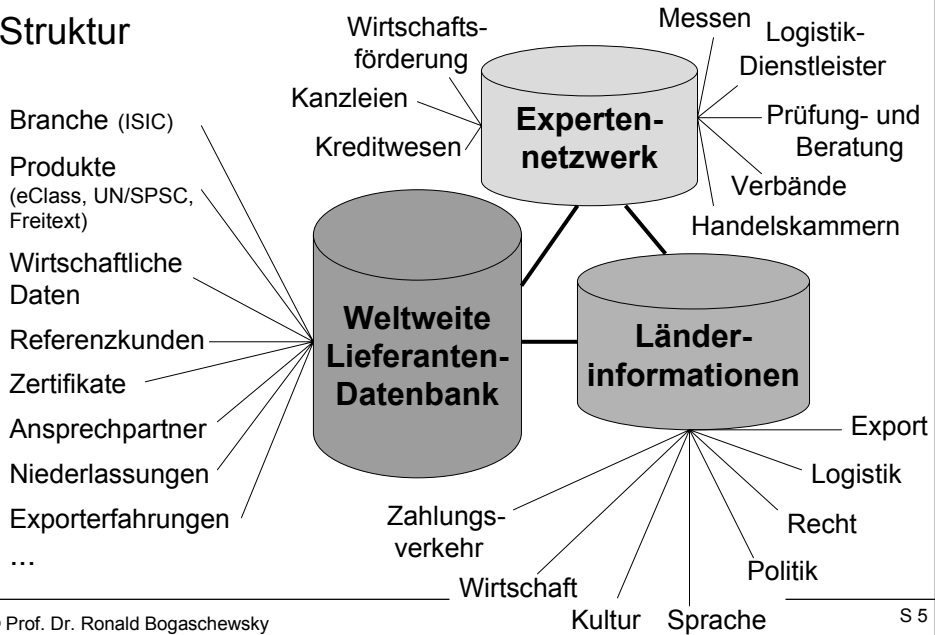 Struktur
Branche (ISIC)
Produkte
(eClass, UN/SPSC,
Freitext)
Wirtschaftliche
Daten
Referenzkunden
Zertifikate
Ansprechpartner
Niederlassungen
Exporterfahrungen
...
Wirtschafts-
förderung
Kanzleien
Kreditwesen
Experten-
netzwerk
Messen
Logistik-
Dienstleister
Prüfung- und
Beratung
Verbände
Handelskammern
Weltweite
Lieferanten-
Datenbank
Länder-
informationen
Export
Logistik
Recht
Politik
Sprache
Kultur
Wirtschaft
Zahlungs-
verkehr
Prof. Dr. Ronald Bogaschewsky
S 5